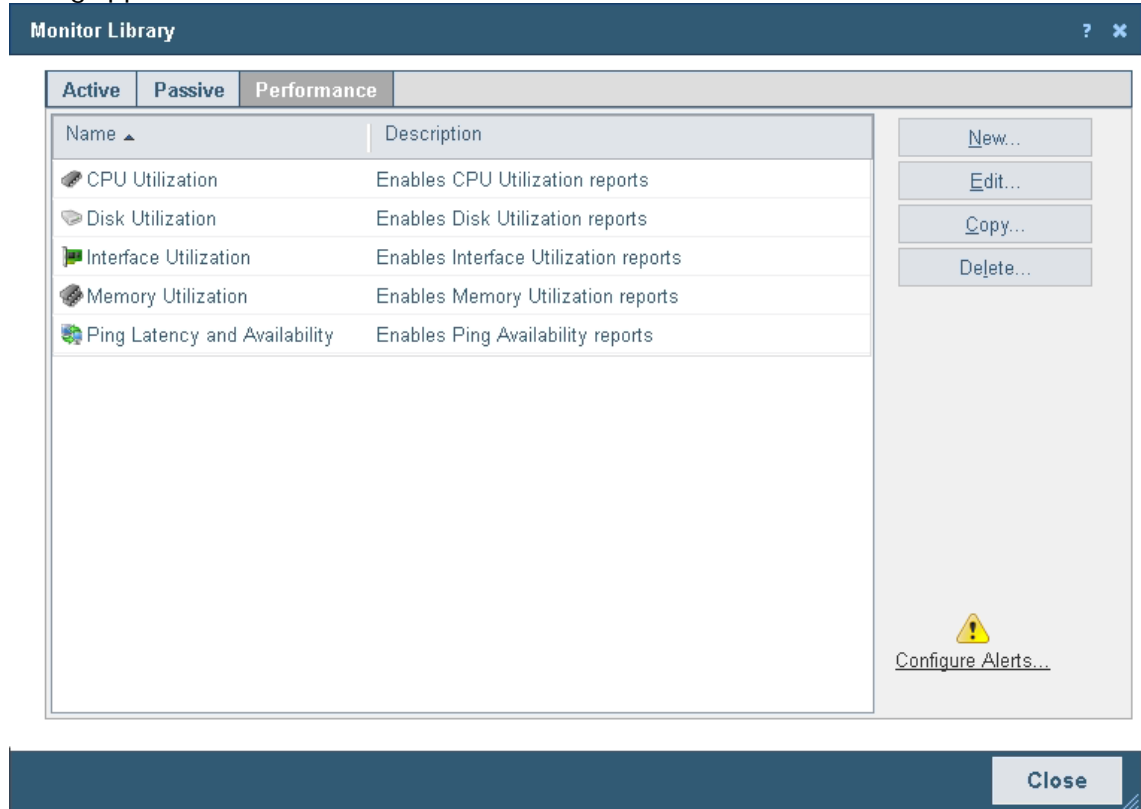 Monitor Library ?
Active Passive Performance
Name Description
New...
CPU Utilization Enables CPU Utilization reports
Edit...
Disk Utilization Enables Disk Utilization reports
Copy...
Interface Utilization Enables Interface Utilization reports
Delete...
Memory Utilization Enables Memory Utilization reports
Ping Latency and Availability Enables Ping Availability reports
Configure Alerts...
Close